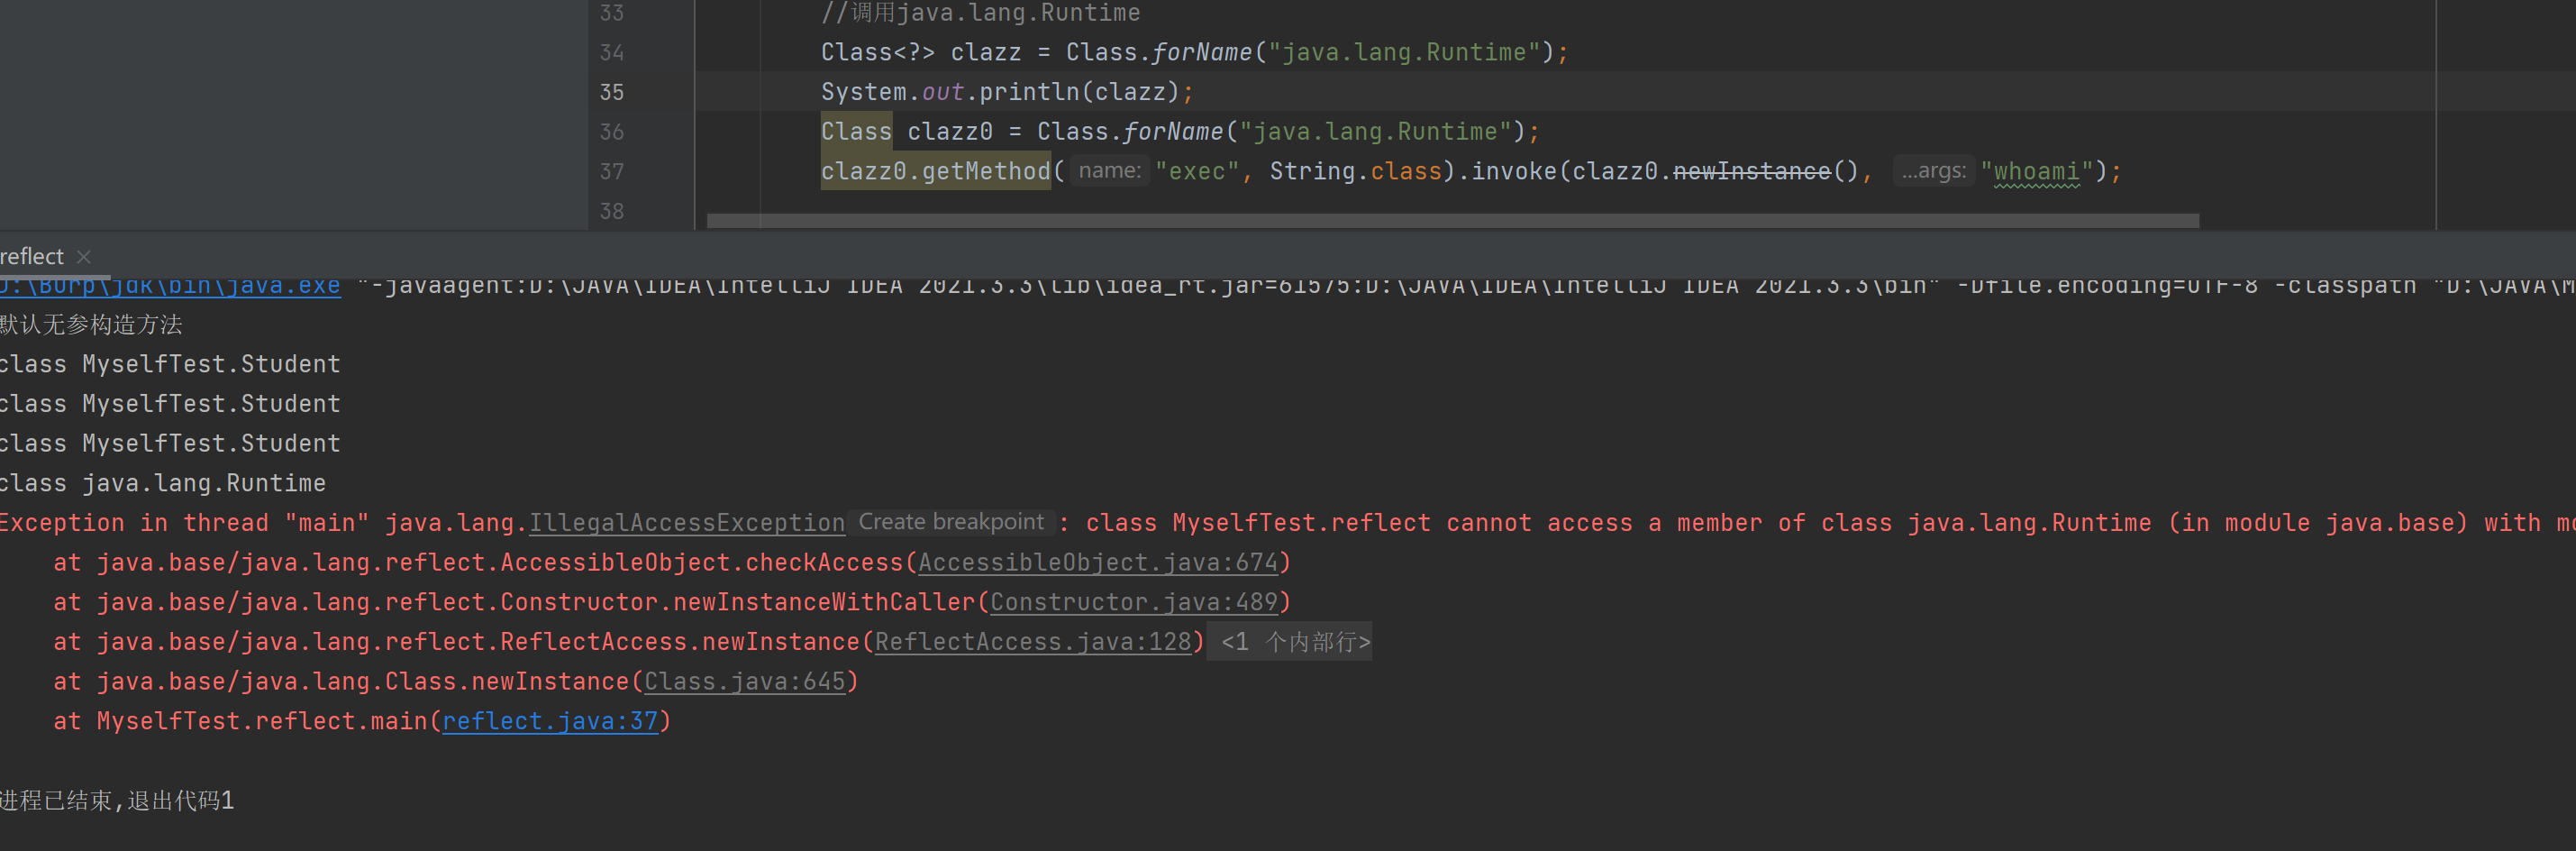 33 //调用java.lang.Runtime
34 Class<?> clazz = Class.forName("java.lang.Runtime");
35 System.out.println(clazz);
36 Class clazz0 = Class.forName("java.lang.Runtime");
37 clazz0.getMethod( name: "exec", String.class).invoke(clazz0.newInstance(), ...args: "whoami");
38
reflect ×
D:\Burp\jdk\bin\java.exe "-javaagent:D:\JAVA\IDEA\IntelliJ IDEA 2021.3.3\lib\idea_rt.jar=61575:D:\JAVA\IDEA\IntelliJ IDEA 2021.3.3\bin" -Dfile.encoding=UTF-8 -classpath "D:\JAVA\M
默认无参构造方法
class MyselfTest.Student
class MyselfTest.Student
class MyselfTest.Student
class java.lang.Runtime
Exception in thread "main" java.lang.IllegalAccessException Create breakpoint : class MyselfTest.reflect cannot access a member of class java.lang.Runtime (in module java.base) with mo
at java.base/java.lang.reflect.AccessibleObject.checkAccess(AccessibleObject.java:674)
at java.base/java.lang.reflect.Constructor.newInstanceWithCaller(Constructor.java:489)
at java.base/java.lang.reflect.ReflectAccess.newInstance(ReflectAccess.java:128) <1 个内部行>
at java.base/java.lang.Class.newInstance(Class.java:645)
at MyselfTest.reflect.main(reflect.java:37)
进程已结束,退出代码1